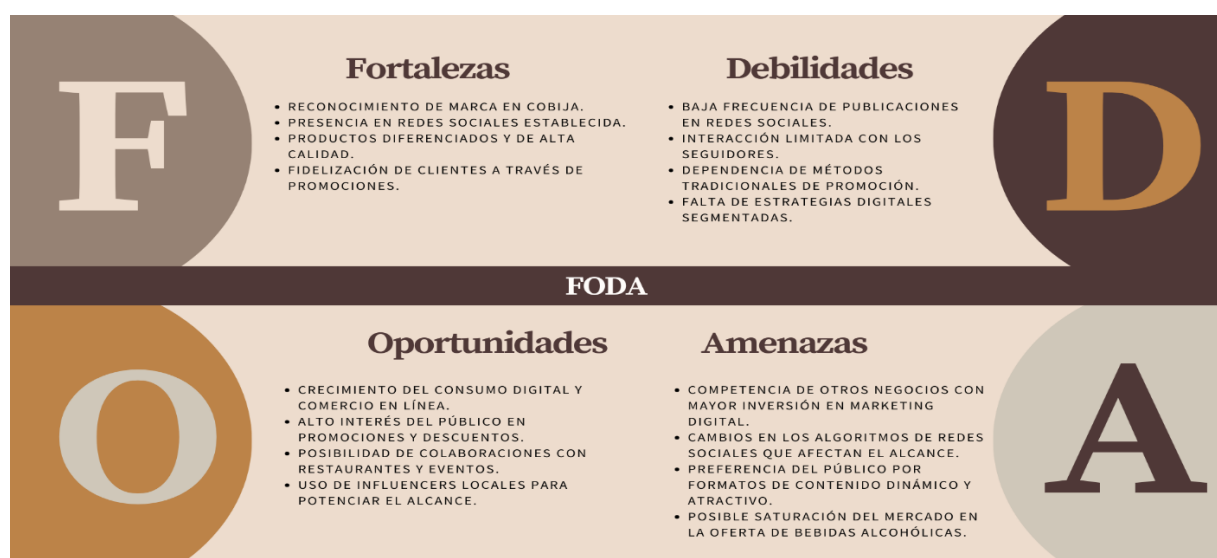 F
Fortalezas
• RECONOCIMIENTO DE MARCA EN COBIJA.
• PRESENCIA EN REDES SOCIALES ESTABLECIDA.
• PRODUCTOS DIFERENCIADOS Y DE ALTA
CALIDAD.
• FIDELIZACIÓN DE CLIENTES A TRAVÉS DE
PROMOCIONES.
Debilidades
• BAJA FRECUENCIA DE PUBLICACIONES
EN REDES SOCIALES.
• INTERACCIÓN LIMITADA CON LOS
SEGUIDORES.
• DEPENDENCIA DE MÉTODOS
TRADICIONALES DE PROMOCIÓN.
• FALTA DE ESTRATEGIAS DIGITALES
SEGMENTADAS.
D
FODA
O
Oportunidades
• CRECIMIENTO DEL CONSUMO DIGITAL Y
COMERCIO EN LÍNEA.
• ALTO INTERÉS DEL PÚBLICO EN
PROMOCIONES Y DESCUENTOS.
• POSIBILIDAD DE COLABORACIONES CON
RESTAURANTES Y EVENTOS.
• USO DE INFLUENCERS LOCALES PARA
POTENCIAR EL ALCANCE.
Amenazas
• COMPETENCIA DE OTROS NEGOCIOS CON
MAYOR INVERSIÓN EN MARKETING
DIGITAL.
• CAMBIOS EN LOS ALGORITMOS DE REDES
SOCIALES QUE AFECTAN EL ALCANCE.
• PREFERENCIA DEL PÚBLICO POR
FORMATOS DE CONTENIDO DINÁMICO Y
ATRACTIVO.
• POSIBLE SATURACIÓN DEL MERCADO EN
LA OFERTA DE BEBIDAS ALCOHÓLICAS.
A